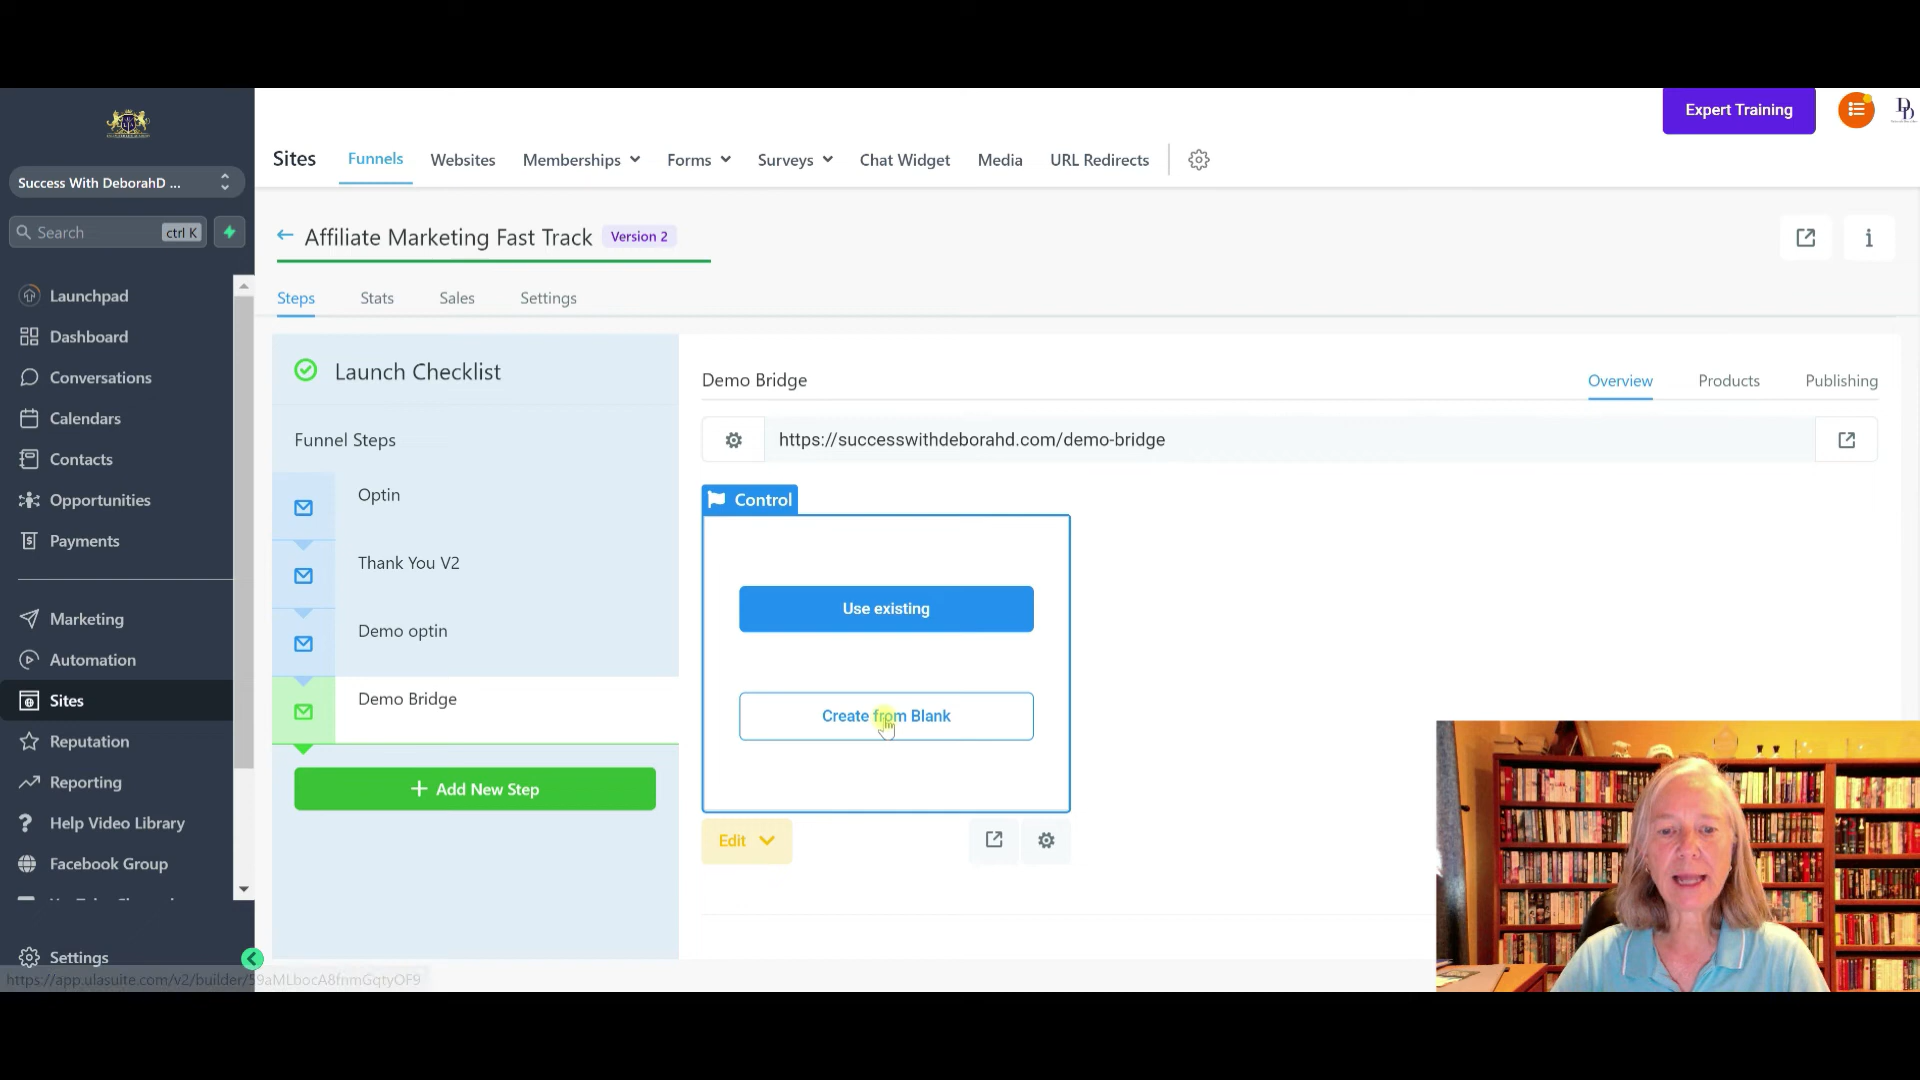 Expert Training
Sites
Funnels
Websites
Memberships
Forms
Surveys
Chat Widget
Media
URL Redirects
Success With DeborahD ...
Search
ctrl K
Launchpad
Dashboard
Conversations
Calendars
Contacts
Opportunities
Payments
Marketing
Automation
Sites
Reputation
Reporting
Help Video Library
Facebook Group
Settings
https://app.ulasuite.com/v2/builder/59aMLbocA8fnmGqtyOF9
Affiliate Marketing Fast Track
Version 2
Steps
Stats
Sales
Settings
Launch Checklist
Funnel Steps
Optin
Thank You V2
Demo optin
Demo Bridge
+ Add New Step
Demo Bridge
Overview
Products
Publishing
https://successwithdeborahd.com/demo-bridge
Control
Use existing
Create from Blank
Edit